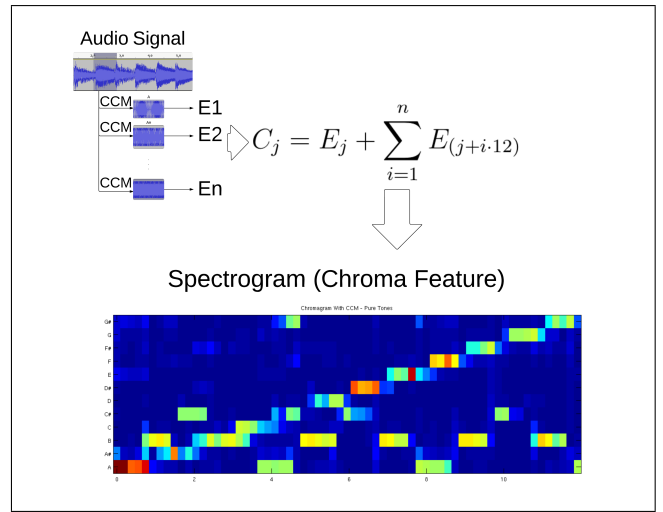 Audio Signal
CCM
A
E1
CCM
A#
E2
CCM
En
C_j = E_j + \sum_{i=1}^{n} E_{(j+i·12)}
Spectrogram (Chroma Feature)
Chromagram With CCM - Pure Tones
G#
G
F#
F
E
D#
D
C#
C
B
A#
A
0 2 4 6 8 10